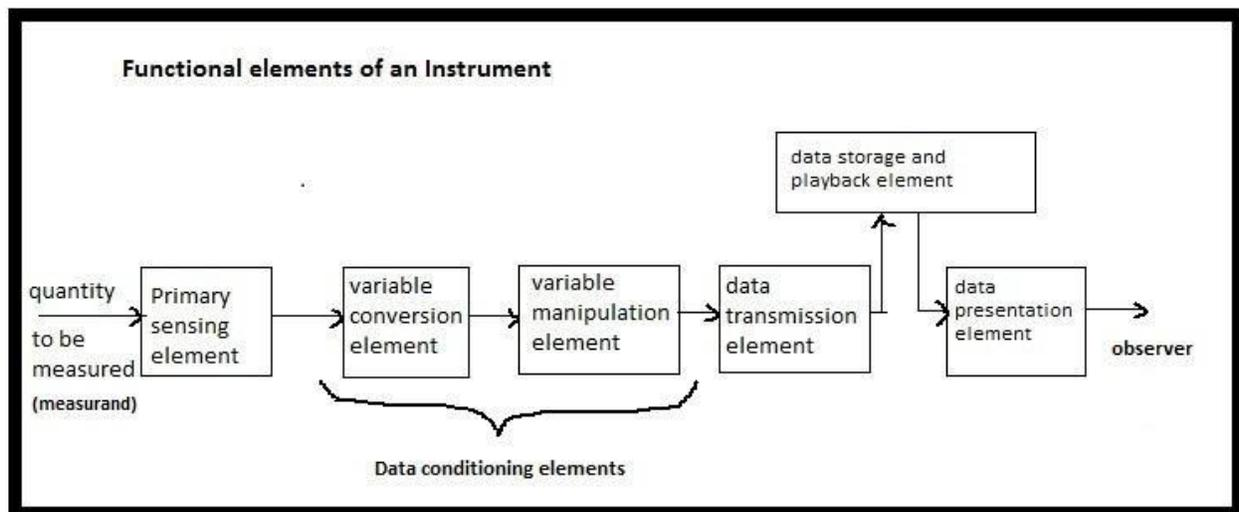 Functional elements of an Instrument
data storage and
playback element
quantity
to be
measured
(measurand)
Primary
sensing
element
variable
conversion
element
variable
manipulation
element
data
transmission
element
data
presentation
element
observer
Data conditioning elements